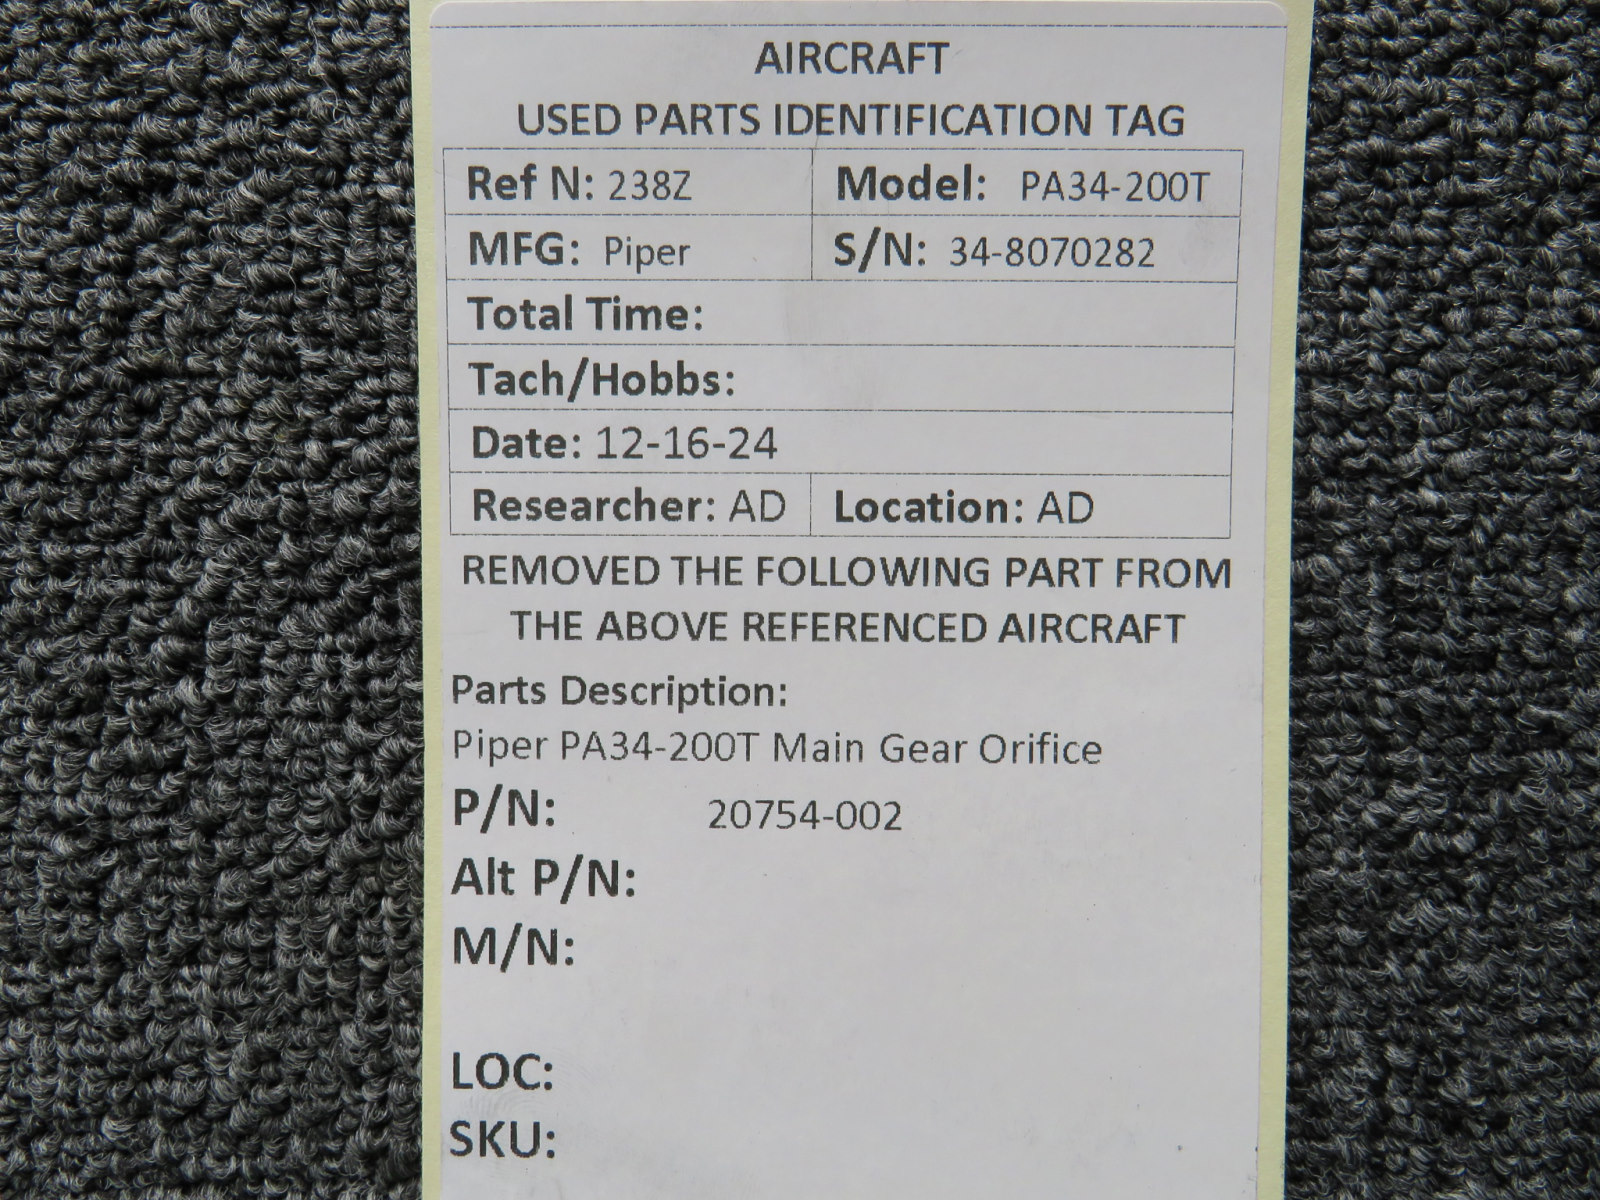 AIRCRAFT
USED PARTS IDENTIFICATION TAG
Ref N: 238Z Model: PA34-200T
MFG: Piper S/N: 34-8070282
Total Time:
Tach/Hobbs:
Date: 12-16-24
Researcher: AD Location: AD
REMOVED THE FOLLOWING PART FROM
THE ABOVE REFERENCED AIRCRAFT
Parts Description:
Piper PA34-200T Main Gear Orifice
P/N: 20754-002
Alt P/N:
M/N:
LOC:
SKU: